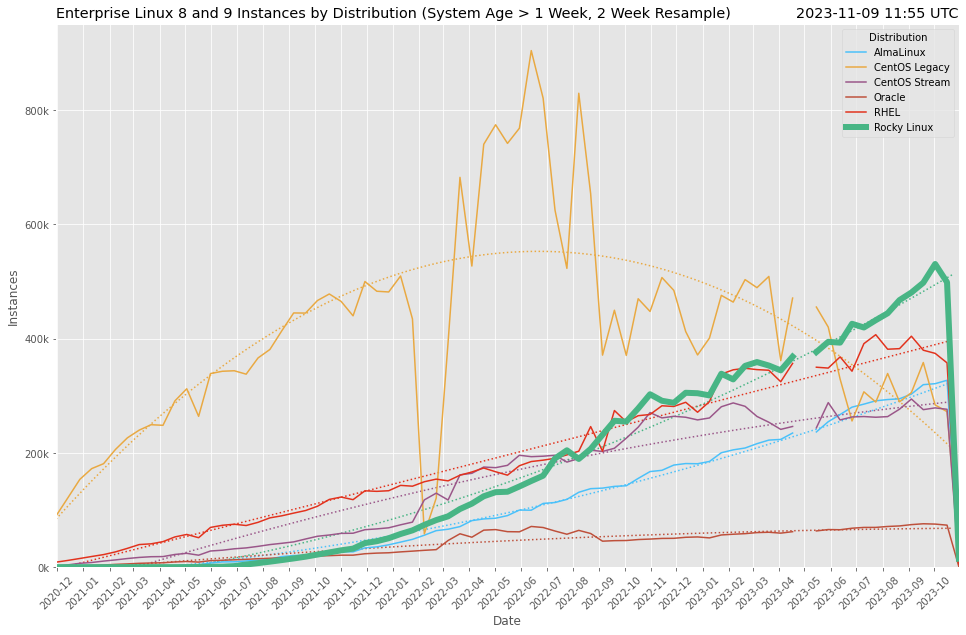 Enterprise Linux 8 and 9 Instances by Distribution (System Age > 1 Week, 2 Week Resample) 2023-11-09 11:55 UTC
Distribution
AlmaLinux
CentOS Legacy
CentOS Stream
Oracle
RHEL
Rocky Linux
800k
600k
400k
200k
0k
Instances
2020-12
2021-01
2021-02
2021-03
2021-04
2021-05
2021-06
2021-07
2021-08
2021-09
2021-10
2021-11
2021-12
2022-01
2022-02
2022-03
2022-04
2022-05
2022-06
2022-07
2022-08
2022-09
2022-10
2022-11
2022-12
2023-01
2023-02
2023-03
2023-04
2023-05
2023-06
2023-07
2023-08
2023-09
2023-10
Date